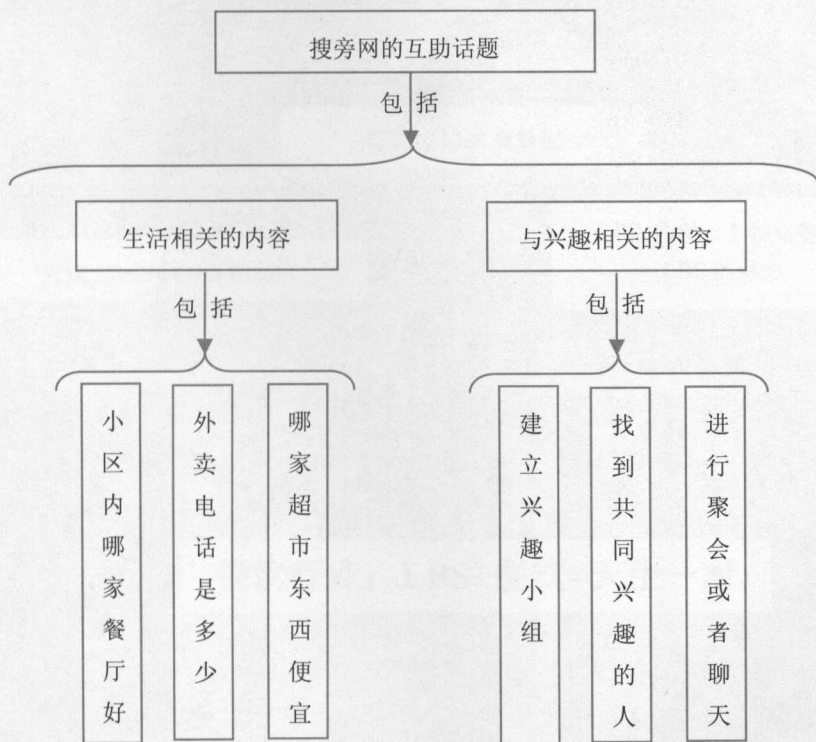 搜旁网的互助话题
包括
生活相关的内容
与兴趣相关的内容
包括
包括
小区内哪家餐厅好
外卖电话是多少
哪家超市东西便宜
建立兴趣小组
找到共同兴趣的人
进行聚会或者聊天